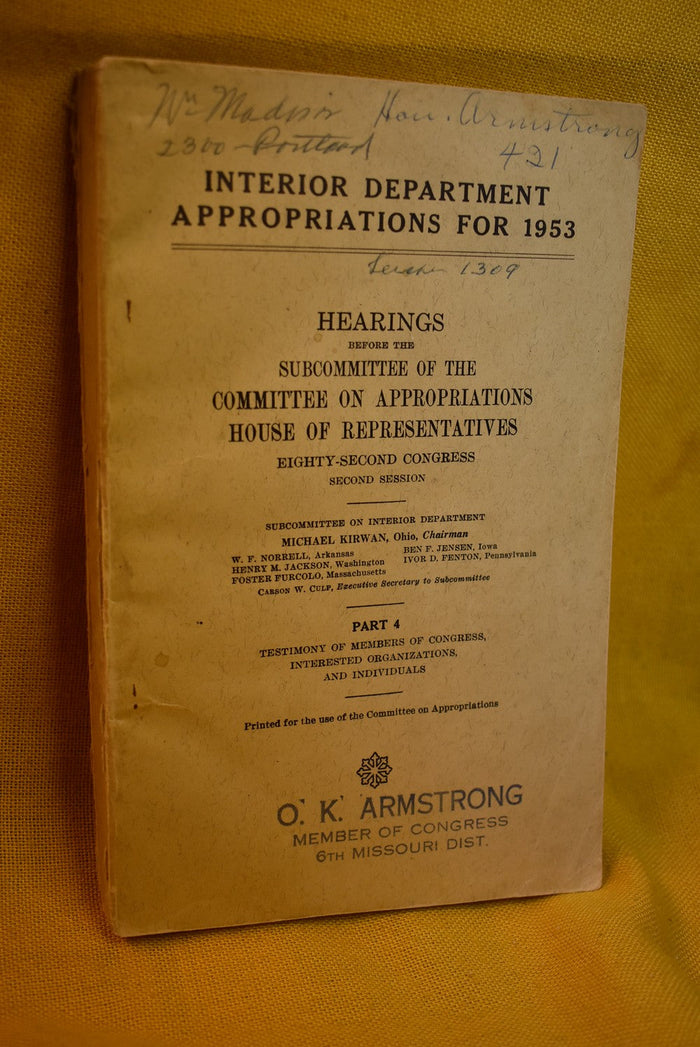 Wm Madison Hon. Armstrong
2300 - Portland 421
INTERIOR DEPARTMENT
APPROPRIATIONS FOR 1953
1309
HEARINGS
BEFORE THE
SUBCOMMITTEE OF THE
COMMITTEE ON APPROPRIATIONS
HOUSE OF REPRESENTATIVES
EIGHTY-SECOND CONGRESS
SECOND SESSION
SUBCOMMITTEE ON INTERIOR DEPARTMENT
MICHAEL KIRWAN, Ohio, Chairman
W. F. NORRELL, Arkansas
HENRY M. JACKSON, Washington
FOSTER FURCOLO, Massachusetts
BEN F. JENSEN, Iowa
IVOR D. FENTON, Pennsylvania
CARSON W. CULP, Executive Secretary to Subcommittee
PART 4
TESTIMONY OF MEMBERS OF CONGRESS,
INTERESTED ORGANIZATIONS,
AND INDIVIDUALS
Printed for the use of the Committee on Appropriations
O. K. ARMSTRONG
MEMBER OF CONGRESS
6TH MISSOURI DIST.